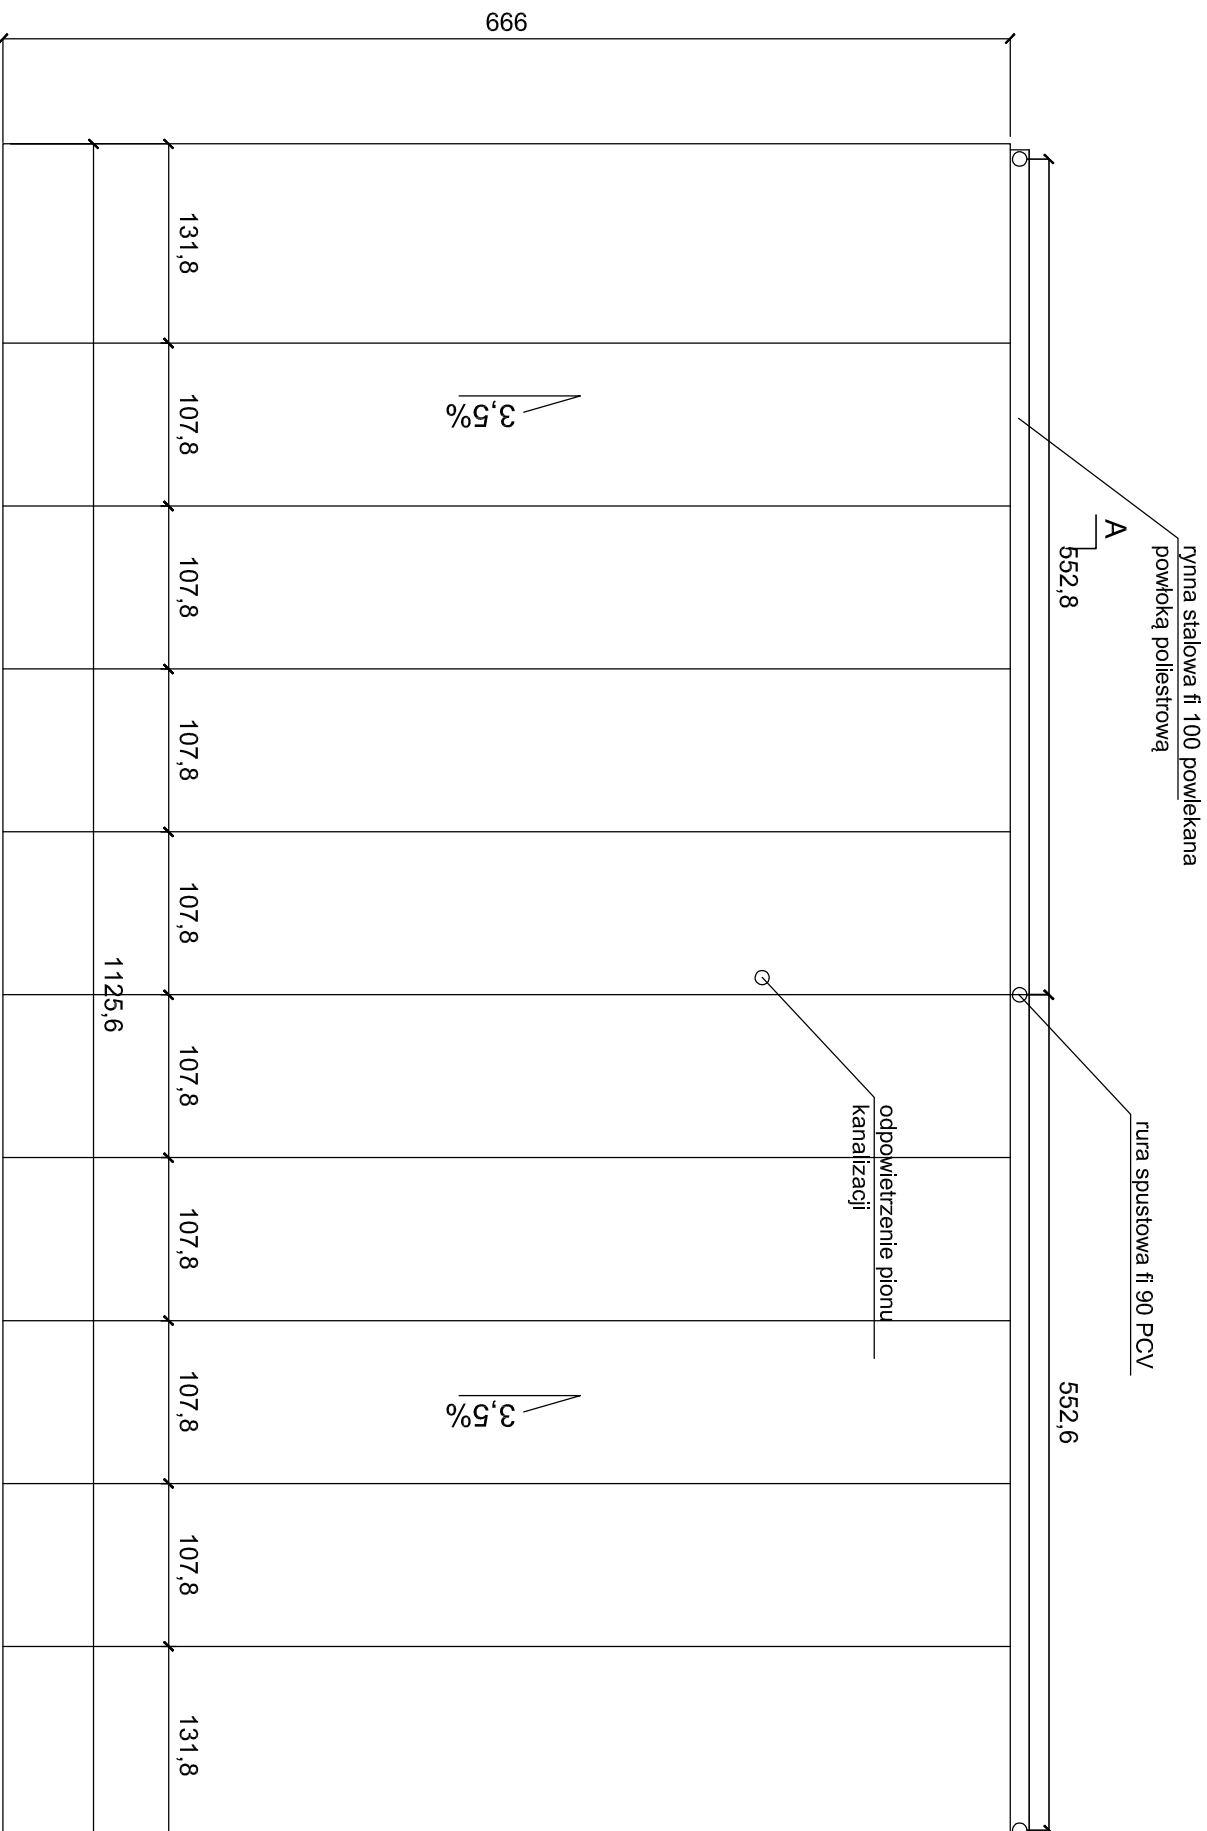 rynna stalowa fi 100 powlekana
powłoką poliestrową
rura spustowa fi 90 PCV
A
552,8
552,6
odpowietrzenie pionu
kanalizacji
666
3,5%
3,5%
131,8
107,8
107,8
107,8
107,8
107,8
107,8
107,8
107,8
131,8
1125,6